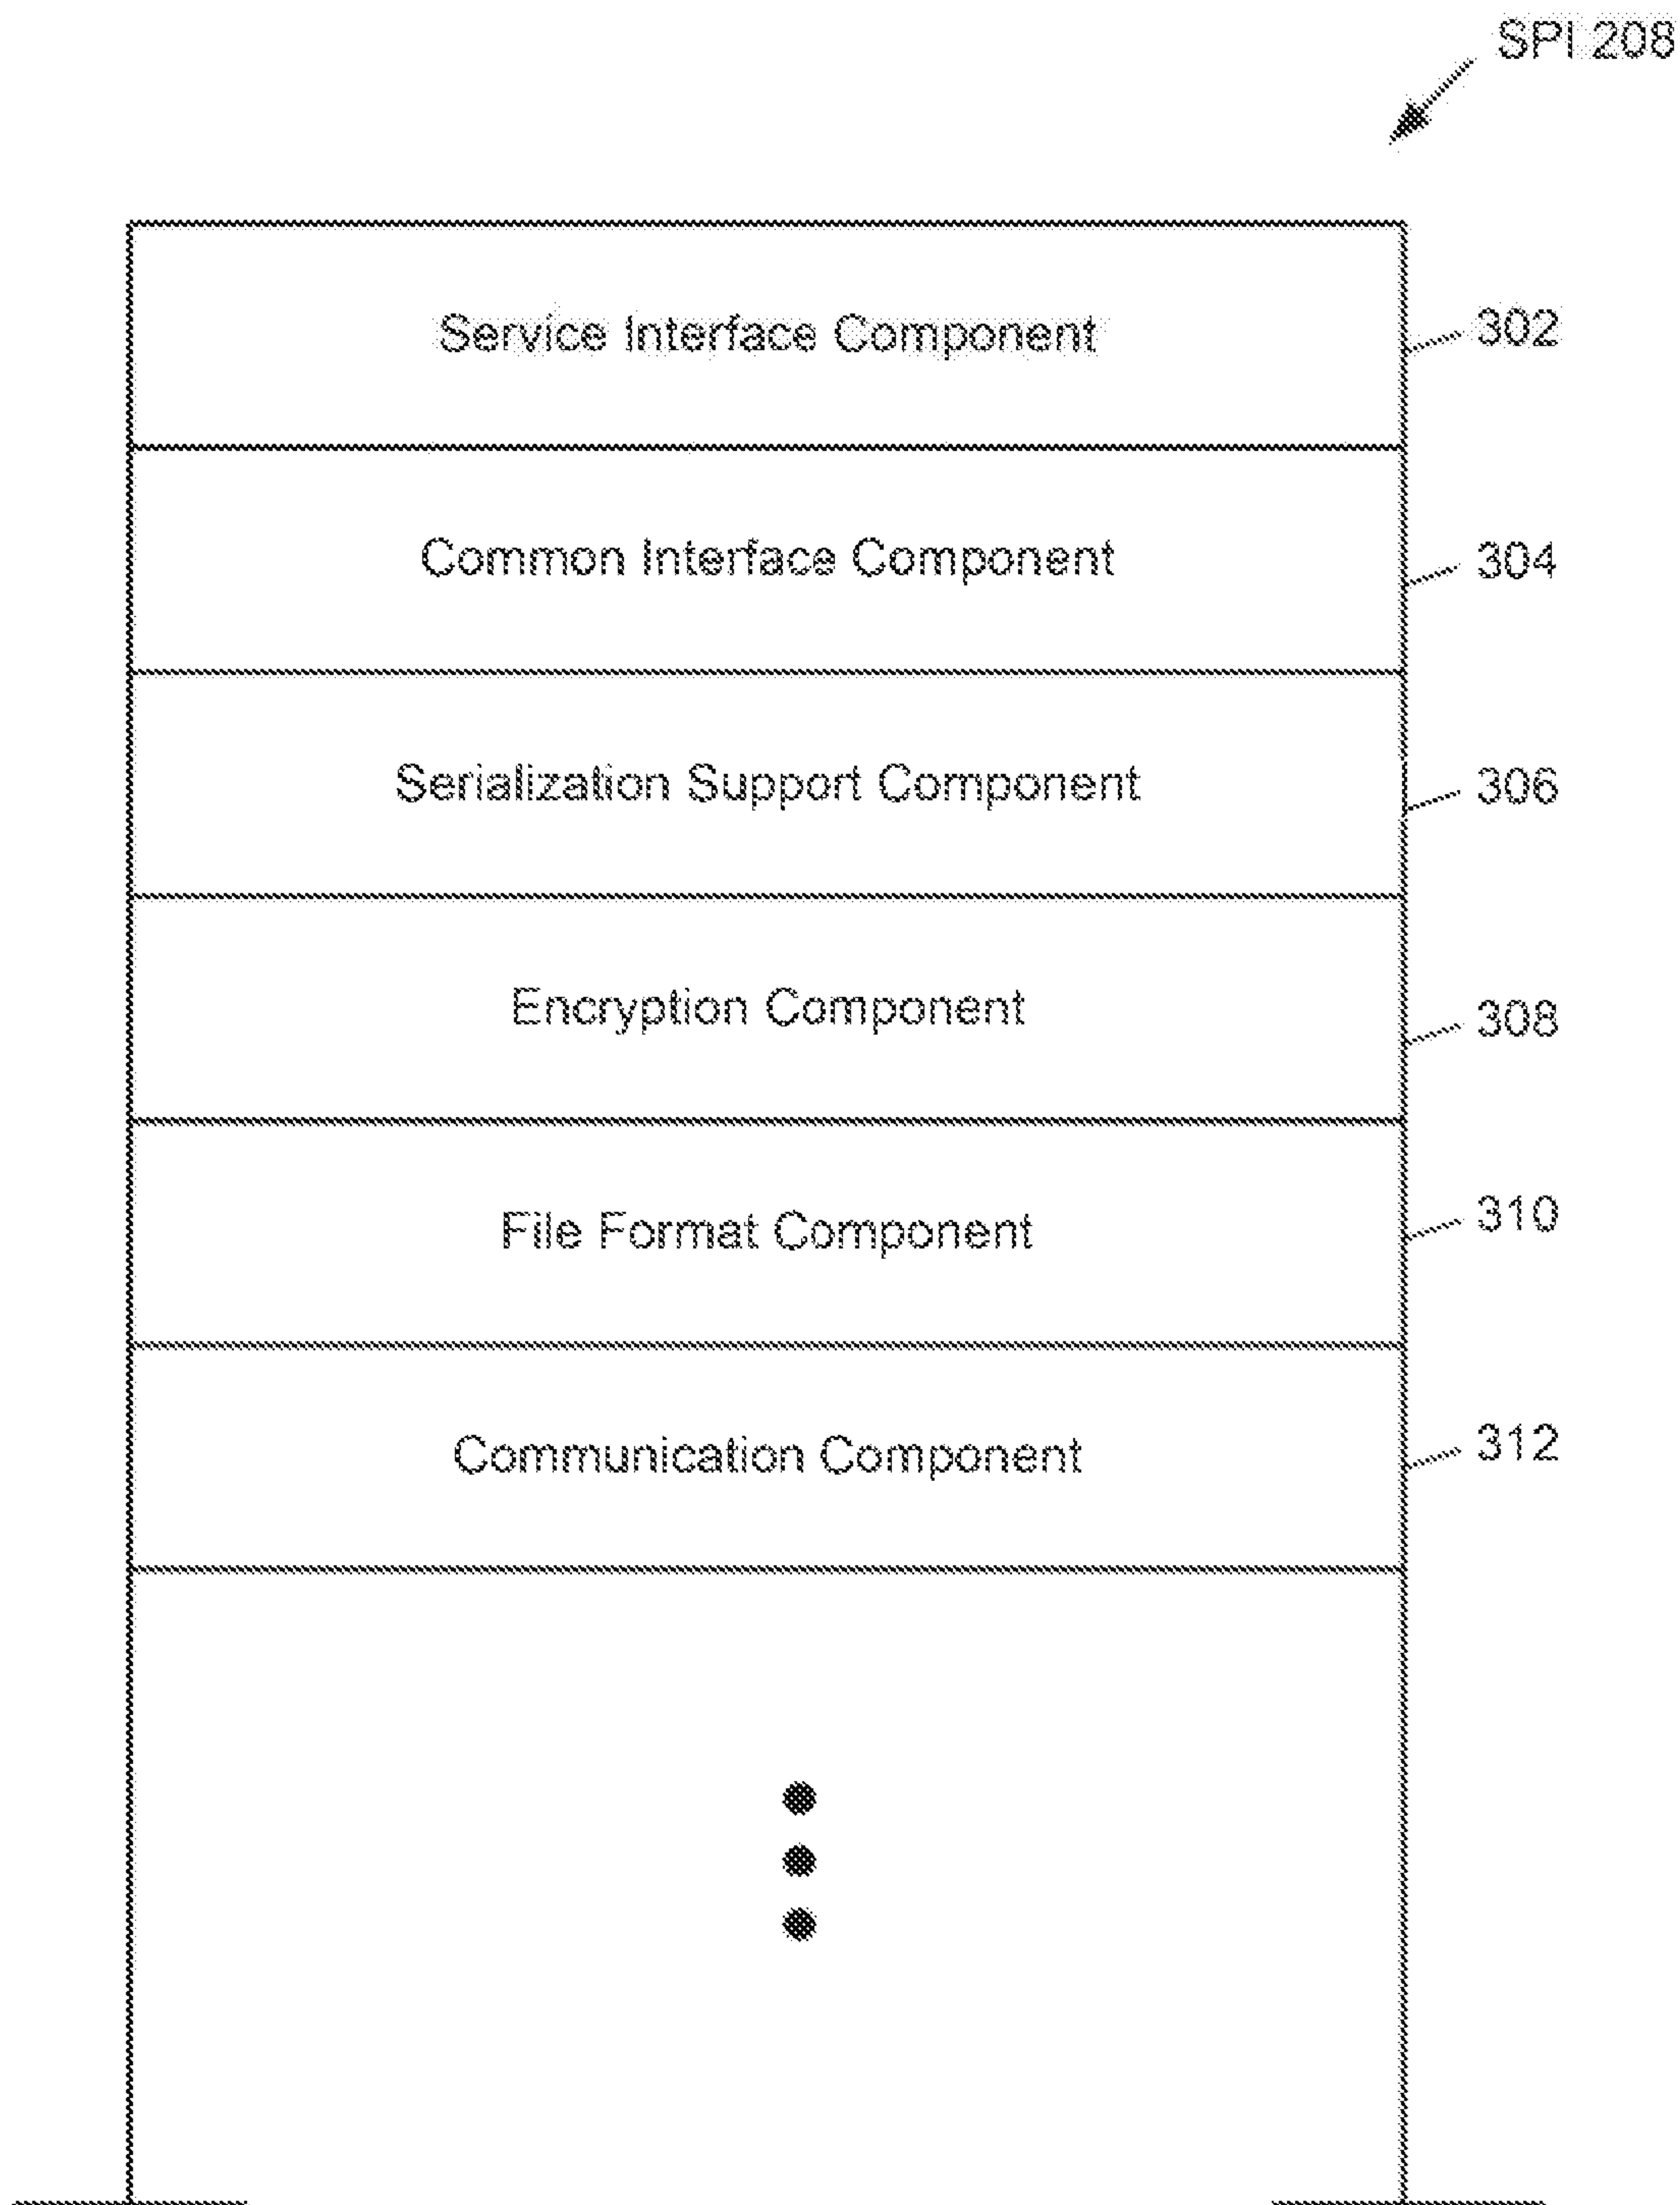 SPI 208
Service Interface Component
302
Common Interface Component
304
Serialization Support Component
306
Encryption Component
308
File Format Component
310
Communication Component
312